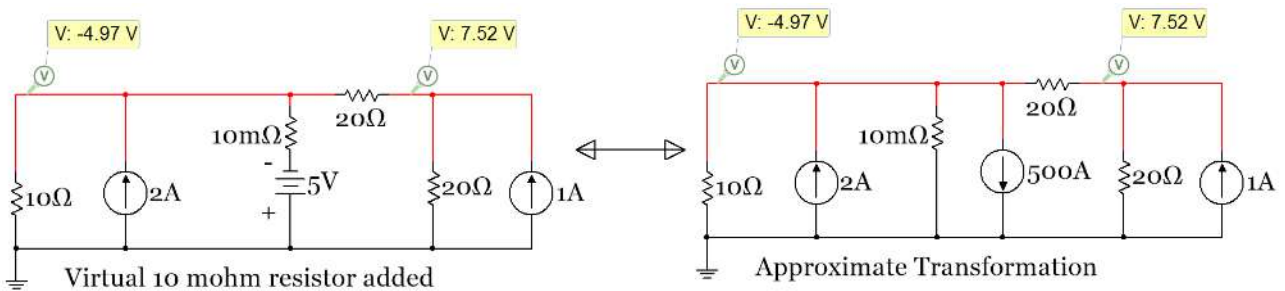 V: -4.97 V
V: 7.52 V
10mΩ
20Ω
-
5V
+
10Ω
2A
20Ω
1A
Virtual 10 mohm resistor added
V: -4.97 V
V: 7.52 V
20Ω
10mΩ
10Ω
2A
500A
20Ω
1A
Approximate Transformation